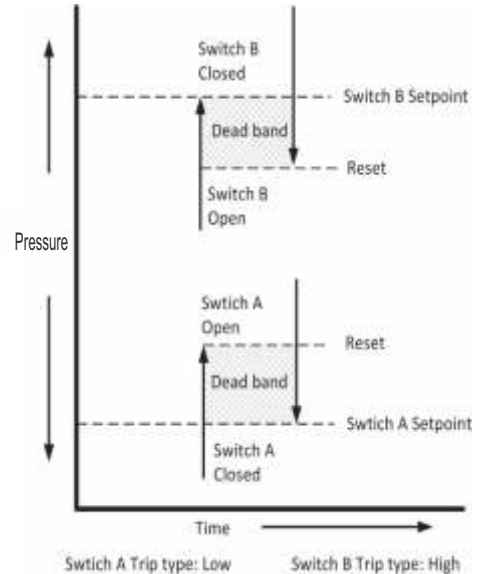 Switch B
Closed
Switch B Setpoint
Dead band
Reset
Switch B
Open
Pressure
Swtich A
Open
Reset
Dead band
Swtich A Setpoint
Switch A
Closed
Time
Swtich A Trip type: Low
Switch B Trip type: High